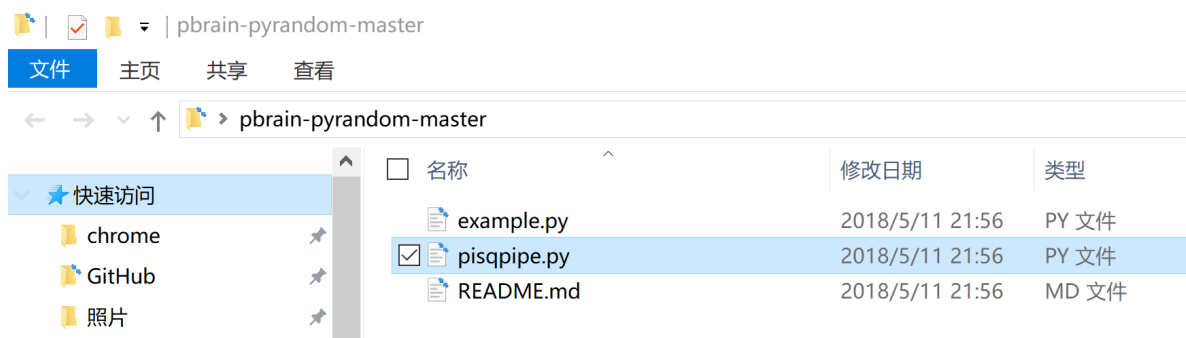 pbrain-pyrandom-master
文件 主页 共享 查看
pbrain-pyrandom-master
快速访问
chrome
GitHub
照片
名称 修改日期 类型
example.py 2018/5/11 21:56 PY 文件
pisqpipe.py 2018/5/11 21:56 PY 文件
README.md 2018/5/11 21:56 MD 文件